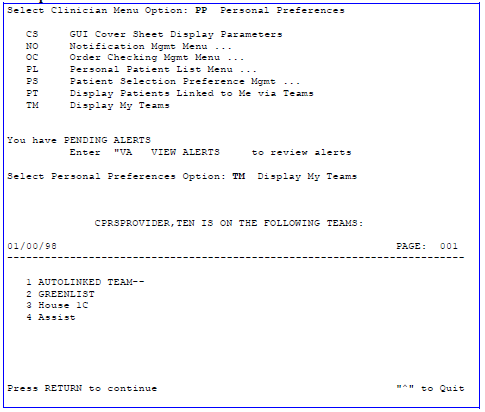 Select Clinician Menu Option: PP  Personal Preferences
CS     GUI Cover Sheet Display Parameters
NO     Notification Mgmt Menu ...
OC     Order Checking Mgmt Menu ...
PL     Personal Patient List Menu ...
PS     Patient Selection Preference Mgmt ...
PT     Display Patients Linked to Me via Teams
TM     Display My Teams
You have PENDING ALERTS
Enter  "VA   VIEW ALERTS     to review alerts
Select Personal Preferences Option: TM  Display My Teams
CPRSPROVIDER,TEN IS ON THE FOLLOWING TEAMS:
01/00/98     PAGE:  001
1 AUTOLINKED TEAM--
2 GREENLIST
3 House 1C
4 Assist
Press RETURN to continue     "^" to Quit